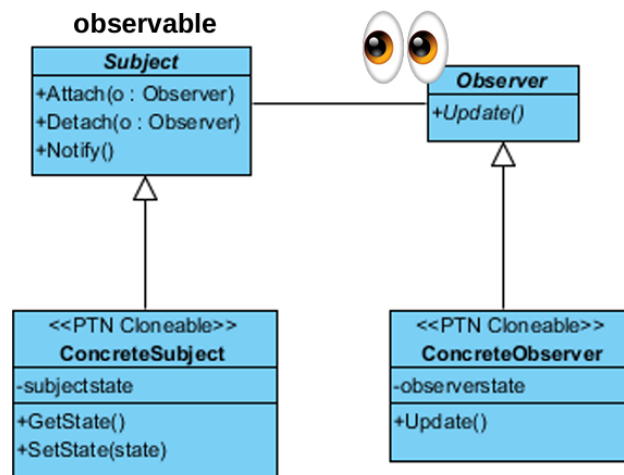 observable
Subject
+Attach(o : Observer)
+Detach(o : Observer)
+Notify()
Observer
+Update()
<<PTN Cloneable>>
ConcreteSubject
-subjectstate
+GetState()
+SetState(state)
<<PTN Cloneable>>
ConcreteObserver
-observerstate
+Update()